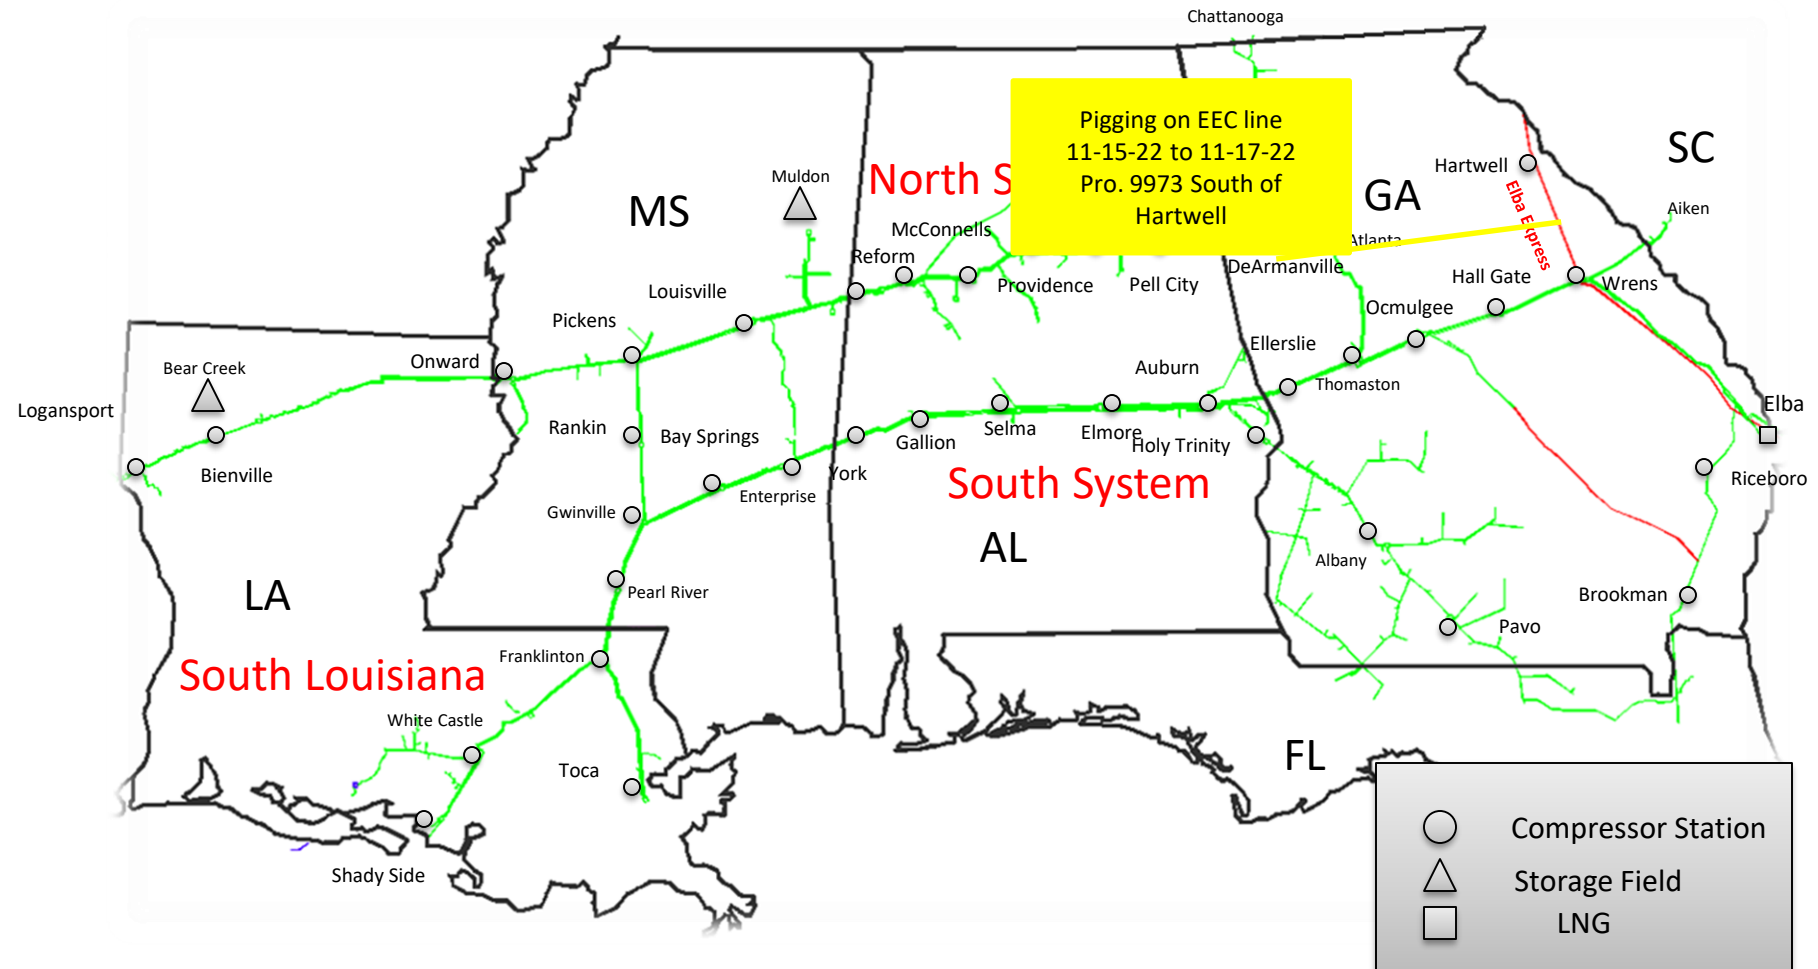 Chattanooga
Pigging on EEC line
11-15-22 to 11-17-22
Pro. 9973 South of
Hartwell
SC
Hartwell
Muldon
North S
GA
MS
Elba Express
Aiken
McConnells
Atlanta
Reform
DeArmanville
Hall Gate
Louisville
Providence
Pell City
Wrens
Ocmulgee
Pickens
Ellerslie
Onward
Auburn
Bear Creek
Thomaston
Logansport
Elba
Rankin
Bay Springs
Selma
Elmore
Gallion
Holy Trinity
Bienville
York
South System
Riceboro
Enterprise
Gwinville
AL
Albany
LA
Pearl River
Brookman
Pavo
Franklinton
South Louisiana
White Castle
FL
Toca
Compressor Station
Shady Side
Storage Field
LNG